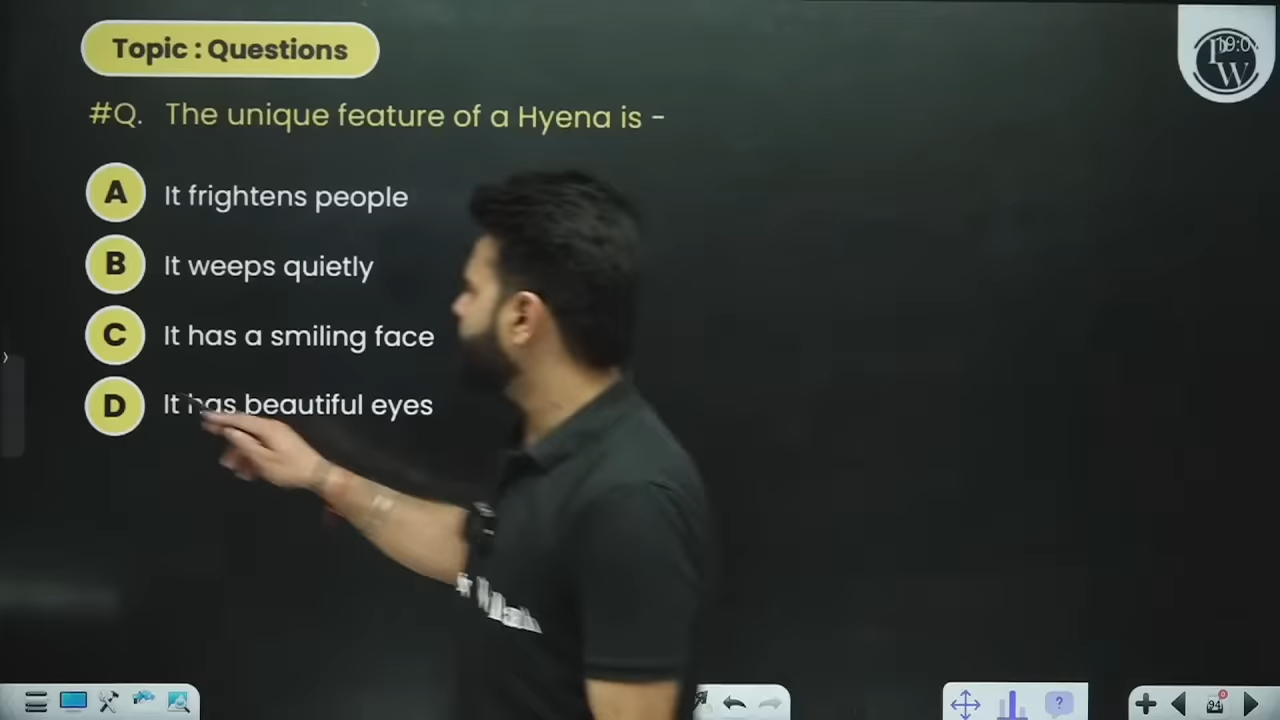 Topic : Questions
#Q. The unique feature of a Hyena is -
A It frightens people
B It weeps quietly
C It has a smiling face
D It has beautiful eyes
94